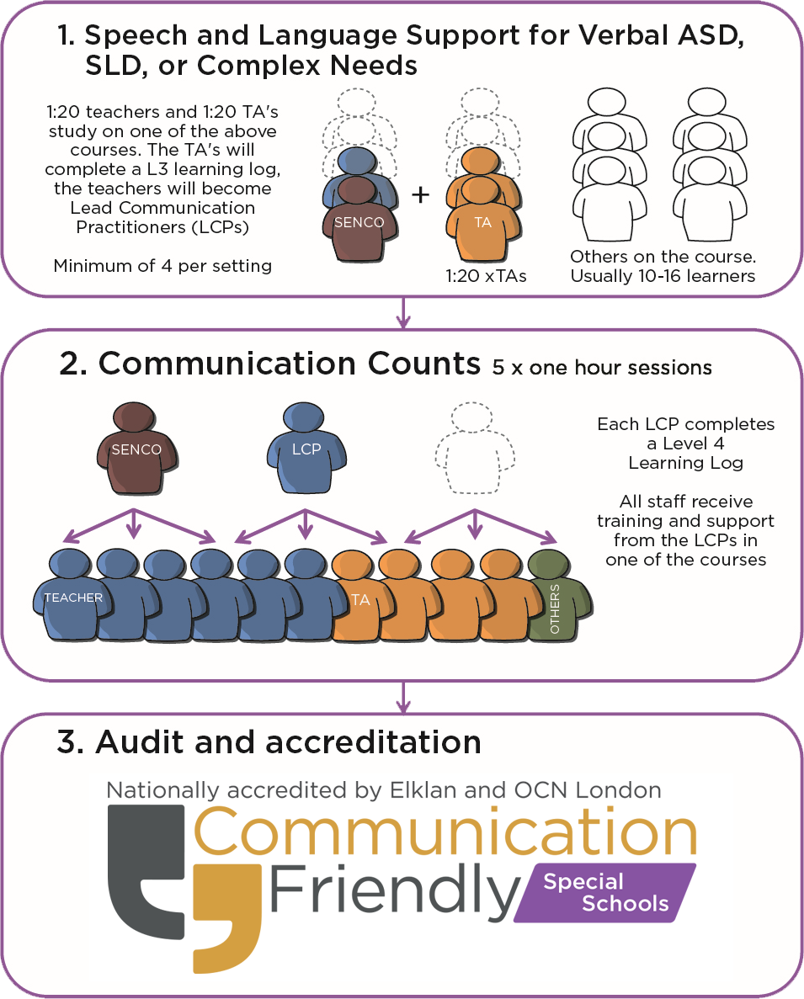 1. Speech and Language Support for Verbal ASD,
SLD, or Complex Needs
1:20 teachers and 1:20 TA's
study on one of the above
courses. The TA's will
complete a L3 learning log,
the teachers will become
Lead Communication
Practitioners (LCPs)
Minimum of 4 per setting
SENCO
+
TA
1:20 xTAs
Others on the course.
Usually 10-16 learners
2. Communication Counts 5 x one hour sessions
SENCO
LCP
Each LCP completes
a Level 4
Learning Log
All staff receive
training and support
from the LCPs in
one of the courses
TEACHER
TA
OTHERS
3. Audit and accreditation
Nationally accredited by Elklan and OCN London
Communication
Friendly
Special
Schools